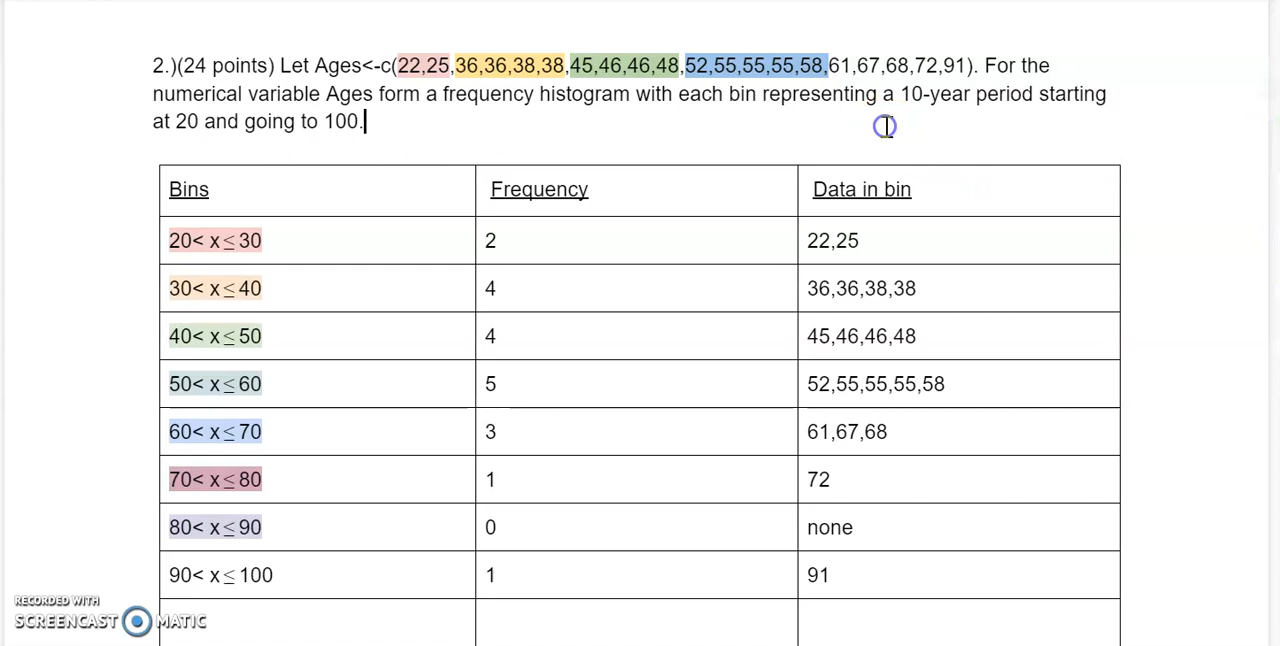 2.)(24 points) Let Ages<-c(22,25,36,36,38,38,45,46,46,48,52,55,55,55,58,61,67,68,72,91). For the
numerical variable Ages form a frequency histogram with each bin representing a 10-year period starting
at 20 and going to 100.
Bins Frequency Data in bin
20< x ≤ 30 2 22,25
30< x ≤ 40 4 36,36,38,38
40< x ≤ 50 4 45,46,46,48
50< x ≤ 60 5 52,55,55,55,58
60< x ≤ 70 3 61,67,68
70< x ≤ 80 1 72
80< x ≤ 90 0 none
90< x ≤ 100 1 91
RECORDED WITH
SCREENCAST MATIC